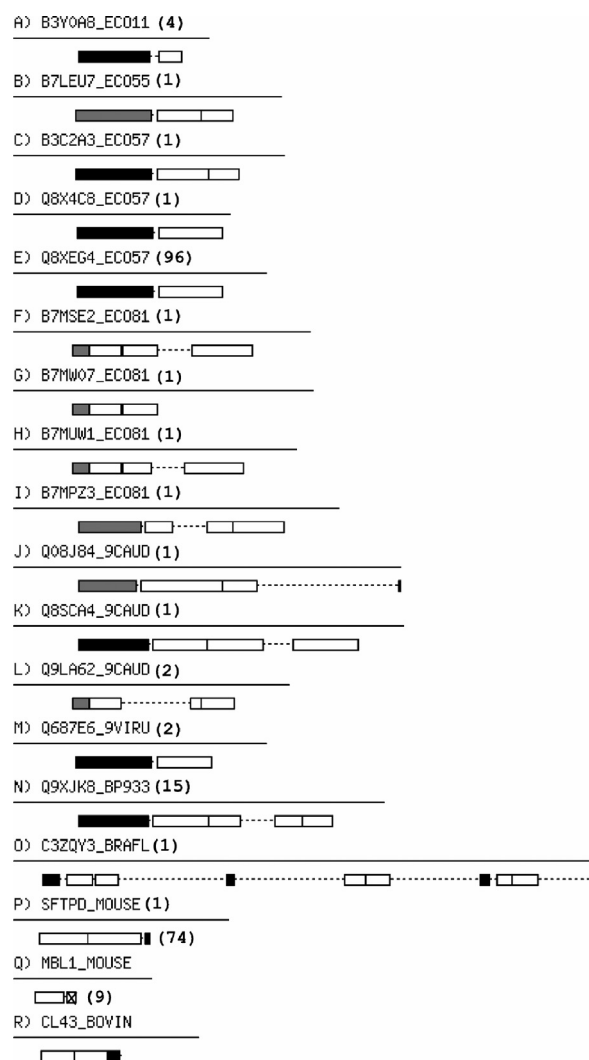 A) B3Y0A8_ECO11 (4)
B) B7LEU7_ECO55 (1)
C) B3C2A3_ECO57 (1)
D) Q8X4C8_ECO57 (1)
E) Q8XEG4_ECO57 (96)
F) B7MSE2_ECO81 (1)
G) B7MW07_ECO81 (1)
H) B7MUW1_ECO81 (1)
I) B7MPZ3_ECO81 (1)
J) Q08J84_9CAUD (1)
K) Q8SCA4_9CAUD (1)
L) Q9LA62_9CAUD (2)
M) Q687E6_9VIRU (2)
N) Q9XJK8_BP933 (15)
O) C3ZQY3_BRAFL (1)
P) SFTPD_MOUSE (1)
(74)
Q) MBL1_MOUSE
(9)
R) CL43_BOVIN